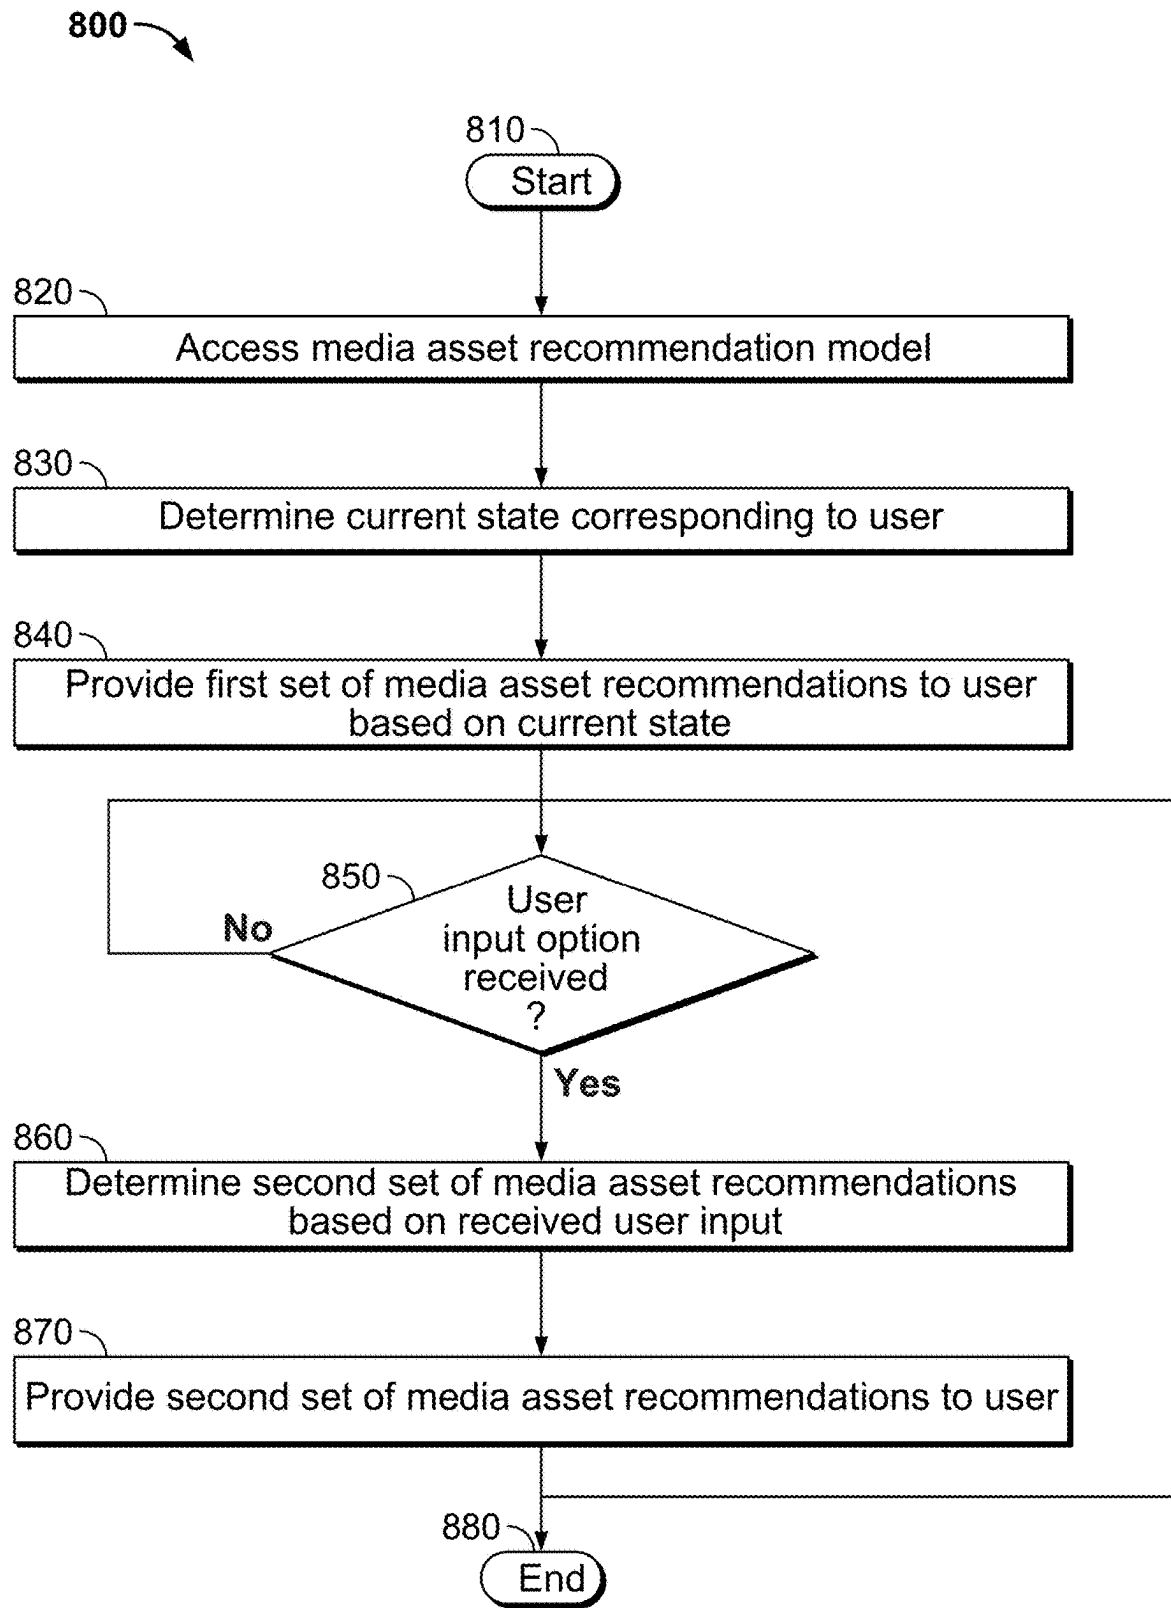 800
810
Start
820
Access media asset recommendation model
830
Determine current state corresponding to user
840
Provide first set of media asset recommendations to user
based on current state
850
User
No
input option
received
?
Yes
860
Determine second set of media asset recommendations
based on received user input
870
Provide second set of media asset recommendations to user
880
End